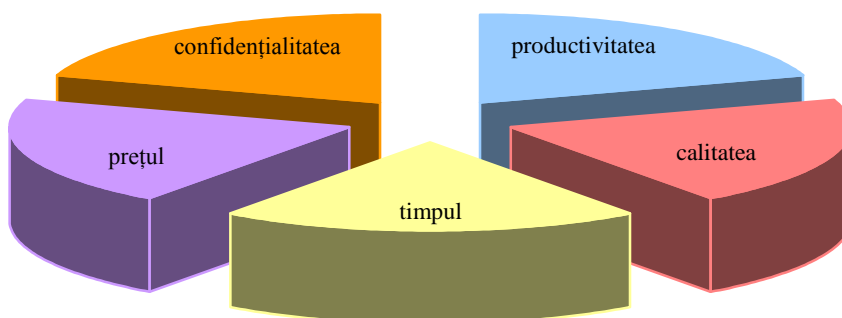 confidențialitatea
productivitatea
prețul
calitatea
timpul